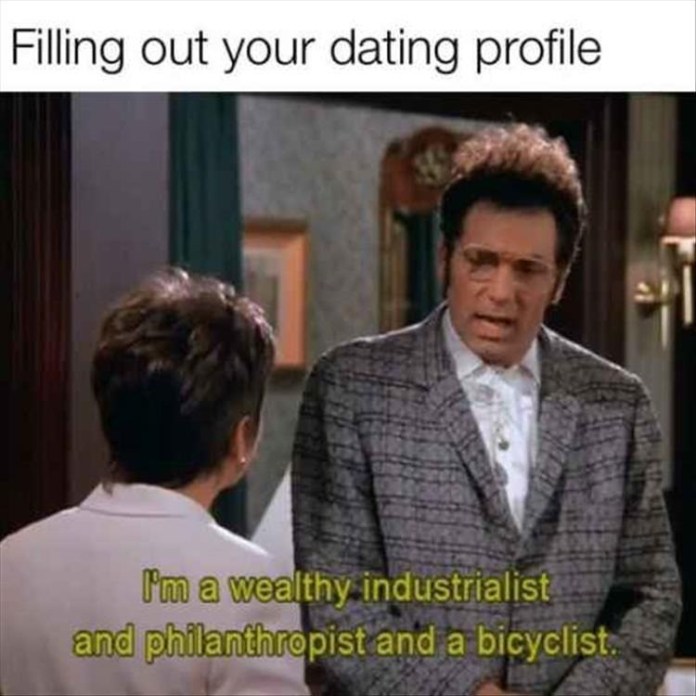 Filling out your dating profile
I'm a wealthy industrialist
and philanthropist and a bicyclist.